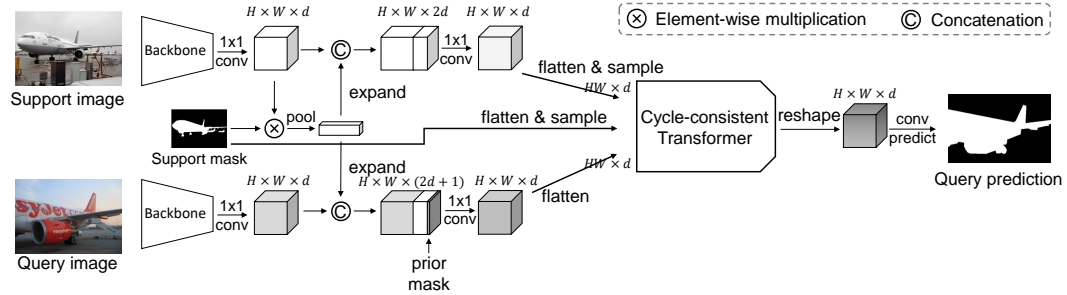 H × W × d
H × W × 2d
H × W × d
⊗ Element-wise multiplication
© Concatenation
Backbone
1x1
conv
1x1
conv
flatten & sample
Support image
HW × d
H × W × d
expand
pool
Cycle-consistent
Transformer
reshape
conv
predict
flatten & sample
Support mask
HW × d
expand
H × W × d
H × W × (2d + 1)
H × W × d
flatten
Query prediction
Backbone
1x1
conv
1x1
conv
syJet
Query image
prior
mask